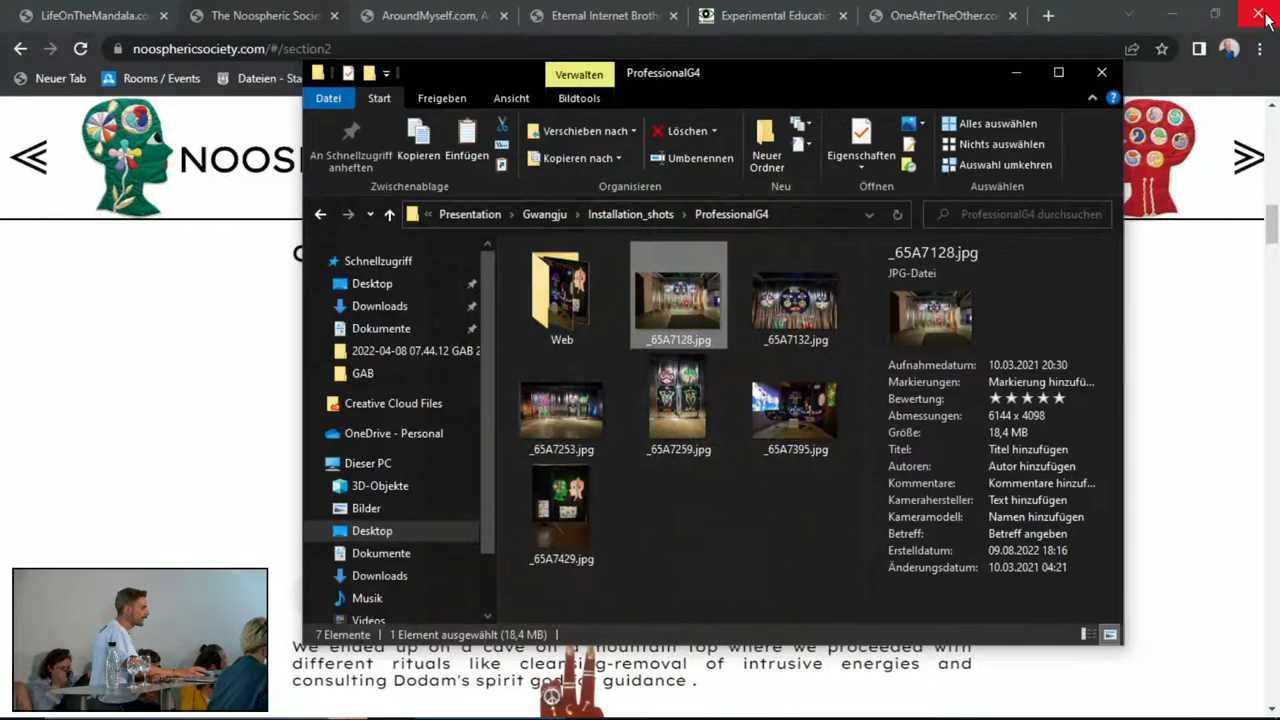 LifeOnTheMandala.co
The Noospheric Socie
AroundMyself.com, A
Eternal Internet Broth
Experimental Educati
OneAfterTheOther.co
noosphericsociety.com/#/section2
Neuer Tab
Rooms / Events
Dateien - Sta
Verwalten
ProfessionalG4
Datei
Start
Freigeben
Ansicht
Bildtools
An Schnellzugriff
anheften
Kopieren
Einfügen
Verschieben nach
Kopieren nach
Löschen
Umbenennen
Neuer
Ordner
Eigenschaften
Alles auswählen
Nichts auswählen
Auswahl umkehren
Zwischenablage
Organisieren
Neu
Öffnen
Auswählen
« Presentation > Gwangju > Installation_shots > ProfessionalG4
ProfessionalG4 durchsuchen
NOOSP
Schnellzugriff
Desktop
Downloads
Dokumente
2022-04-08 07.44.12 GAB 2
GAB
Creative Cloud Files
OneDrive - Personal
Dieser PC
3D-Objekte
Bilder
Desktop
Dokumente
Downloads
Musik
Videos
Web
_65A7128.jpg
_65A7132.jpg
_65A7253.jpg
_65A7259.jpg
_65A7395.jpg
_65A7429.jpg
_65A7128.jpg
JPG-Datei
Aufnahmedatum: 10.03.2021 20:30
Markierungen: Markierung hinzufü...
Bewertung: ★★★★★
Abmessungen: 6144 x 4098
Größe: 18,4 MB
Titel: Titel hinzufügen
Autoren: Autor hinzufügen
Kommentare: Kommentare hinzuf...
Kamerahersteller: Text hinzufügen
Kameramodell: Namen hinzufügen
Betreff: Betreff angeben
Erstelldatum: 09.08.2022 18:16
Änderungsdatum: 10.03.2021 04:21
7 Elemente
1 Element ausgewählt (18,4 MB)
We ended up on a cave on a mountain top where we proceeded with
different rituals like cleansing-removal of intrusive energies and
consulting Dodam's spirit god for guidance .